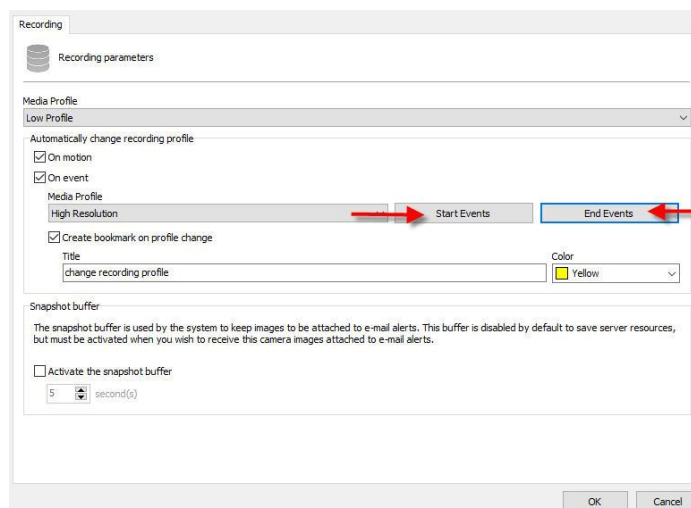 Recording
Recording parameters
Media Profile
Low Profile
Automatically change recording profile
On motion
On event
Media Profile
High Resolution
Start Events
End Events
Create bookmark on profile change
Title
Color
change recording profile
Yellow
Snapshot buffer
The snapshot buffer is used by the system to keep images to be attached to e-mail alerts. This buffer is disabled by default to save server resources,
but must be activated when you wish to receive this camera images attached to e-mail alerts.
Activate the snapshot buffer
5 second(s)
OK Cancel